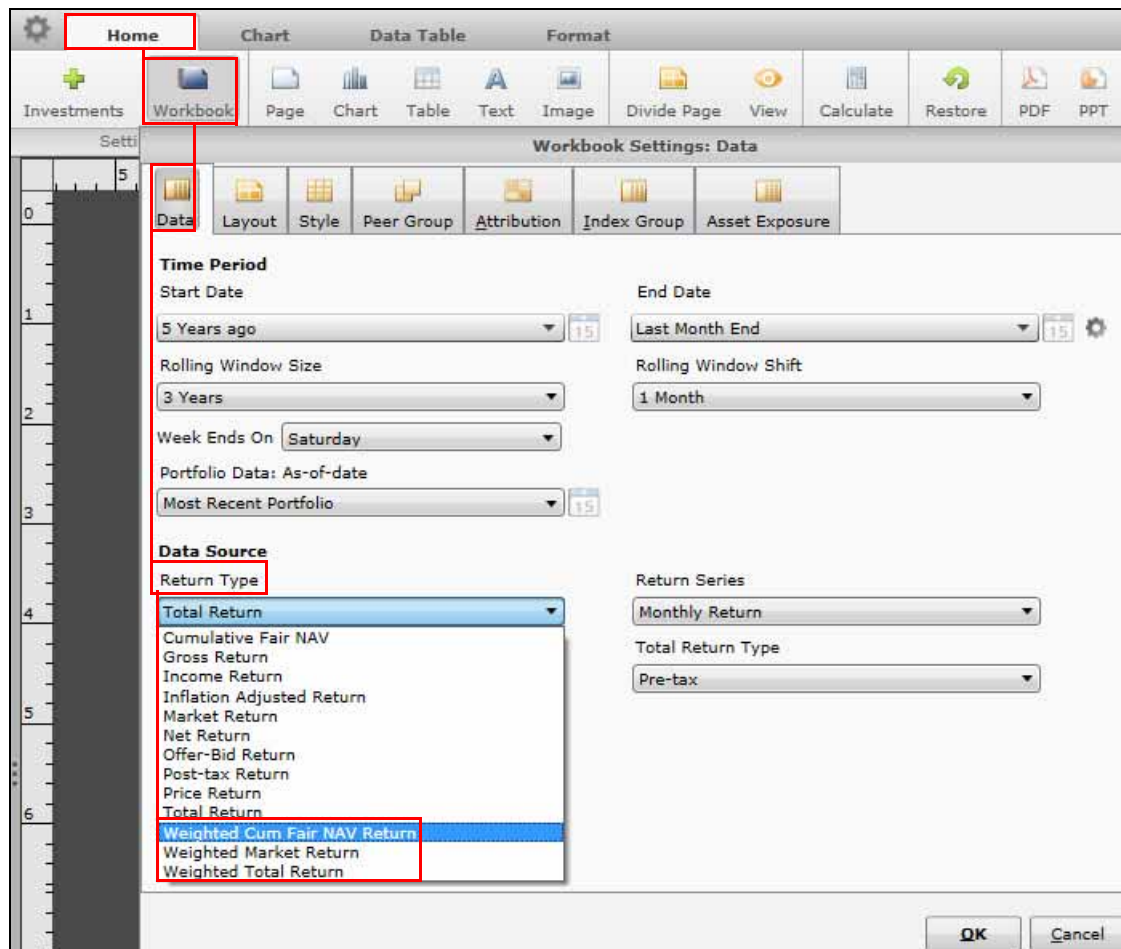 Home Chart Data Table Format
Investments Workbook Page Chart Table Text Image Divide Page View Calculate Restore PDF PPT
Setti Workbook Settings: Data
5
Data Layout Style Peer Group Attribution Index Group Asset Exposure
0
Time Period
Start Date End Date
1
5 Years ago 15 Last Month End 15
Rolling Window Size Rolling Window Shift
3 Years 1 Month
2
Week Ends On Saturday
Portfolio Data: As-of-date
Most Recent Portfolio 15
3
Data Source
Return Type Return Series
4 Total Return Monthly Return
Cumulative Fair NAV
Gross Return Total Return Type
Income Return Pre-tax
Inflation Adjusted Return
5 Market Return
Net Return
Offer-Bid Return
Post-tax Return
Price Return
6 Total Return
Weighted Cum Fair NAV Return
Weighted Market Return
Weighted Total Return
OK Cancel